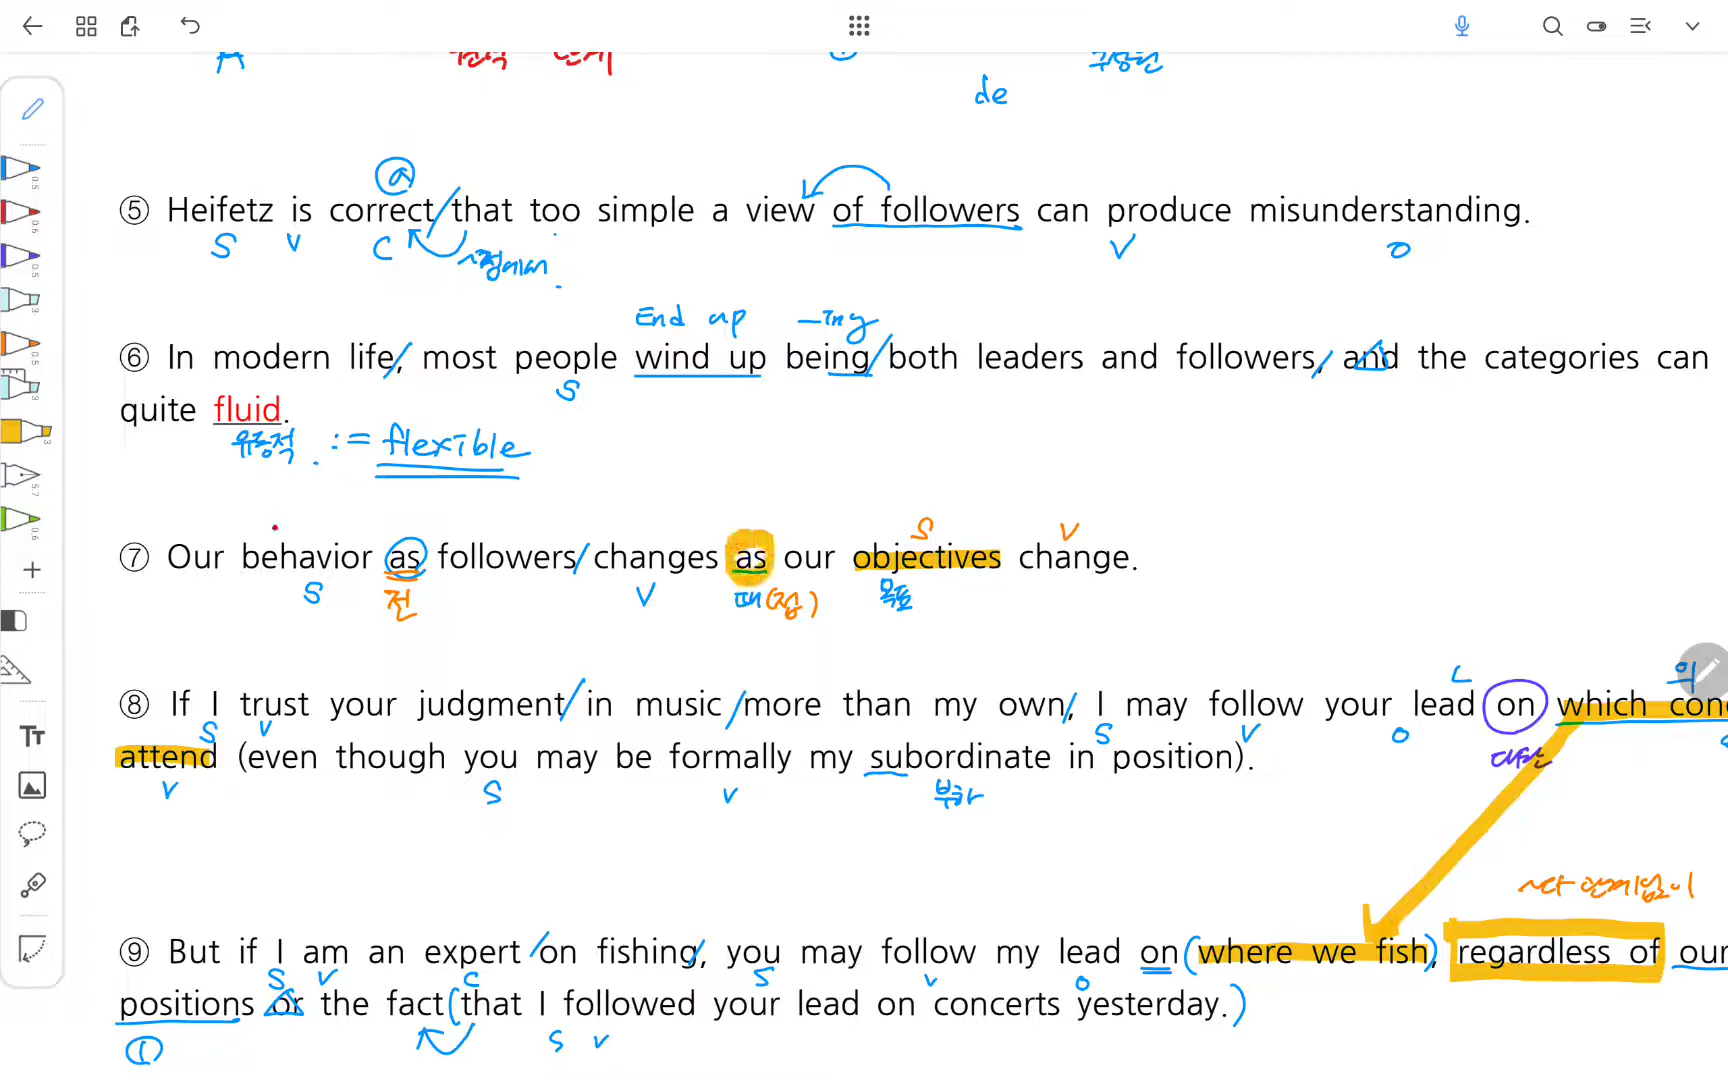 de
ⓐ
⑤ Heifetz is correct/that too simple a view of followers can produce misunderstanding.
S V C V O
~점에서
End up -ing
⑥ In modern life/, most people wind up being/both leaders and followers/, and the categories can
S
quite fluid.
유동적 := flexible
S V
⑦ Our behavior as followers/changes as our objectives change.
S 전 V 때(접) 목표
⑧ If I trust your judgment/in music/more than my own/, I may follow your lead on which con
S V S V O
attend (even though you may be formally my subordinate in position).
V S V 부하
~와 관계없이
⑨ But if I am an expert/on fishing/, you may follow my lead on (where we fish), regardless of our
S V C S V O
positions or the fact (that I followed your lead on concerts yesterday.)
① S V